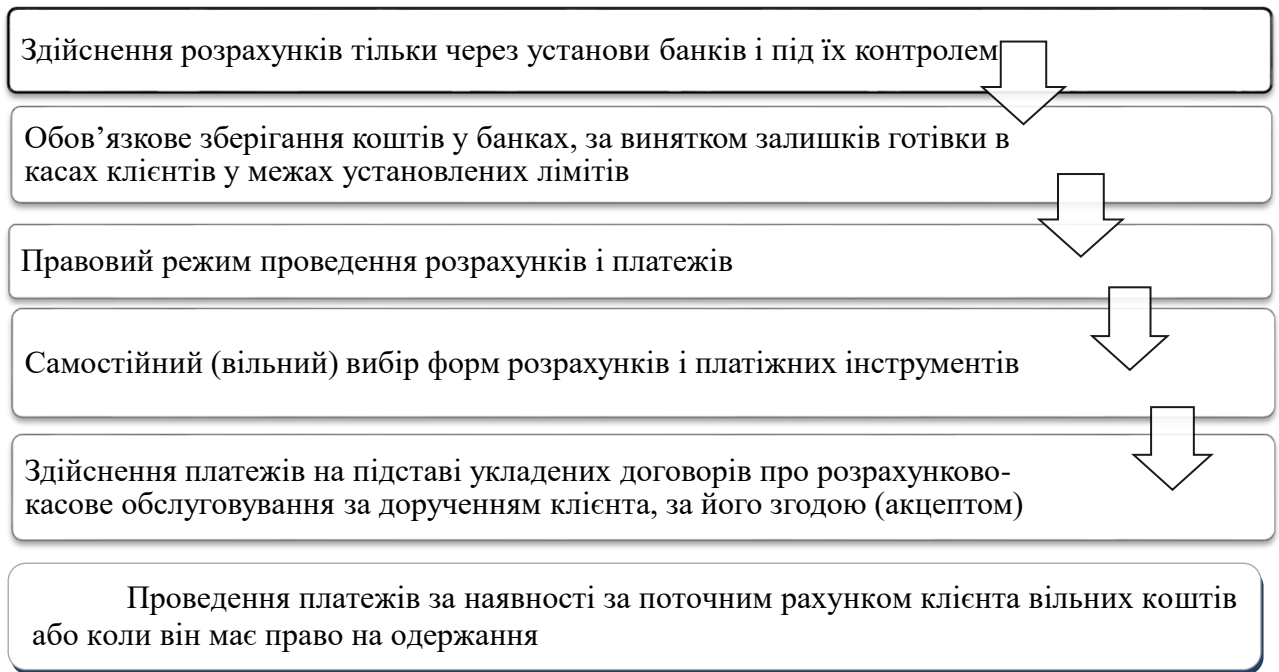 Здійснення розрахунків тільки через установи банків і під їх контролем
Обов’язкове зберігання коштів у банках, за винятком залишків готівки в
касах клієнтів у межах установлених лімітів
Правовий режим проведення розрахунків і платежів
Самостійний (вільний) вибір форм розрахунків і платіжних інструментів
Здійснення платежів на підставі укладених договорів про розрахунково-
касове обслуговування за дорученням клієнта, за його згодою (акцептом)
Проведення платежів за наявності за поточним рахунком клієнта вільних коштів
або коли він має право на одержання